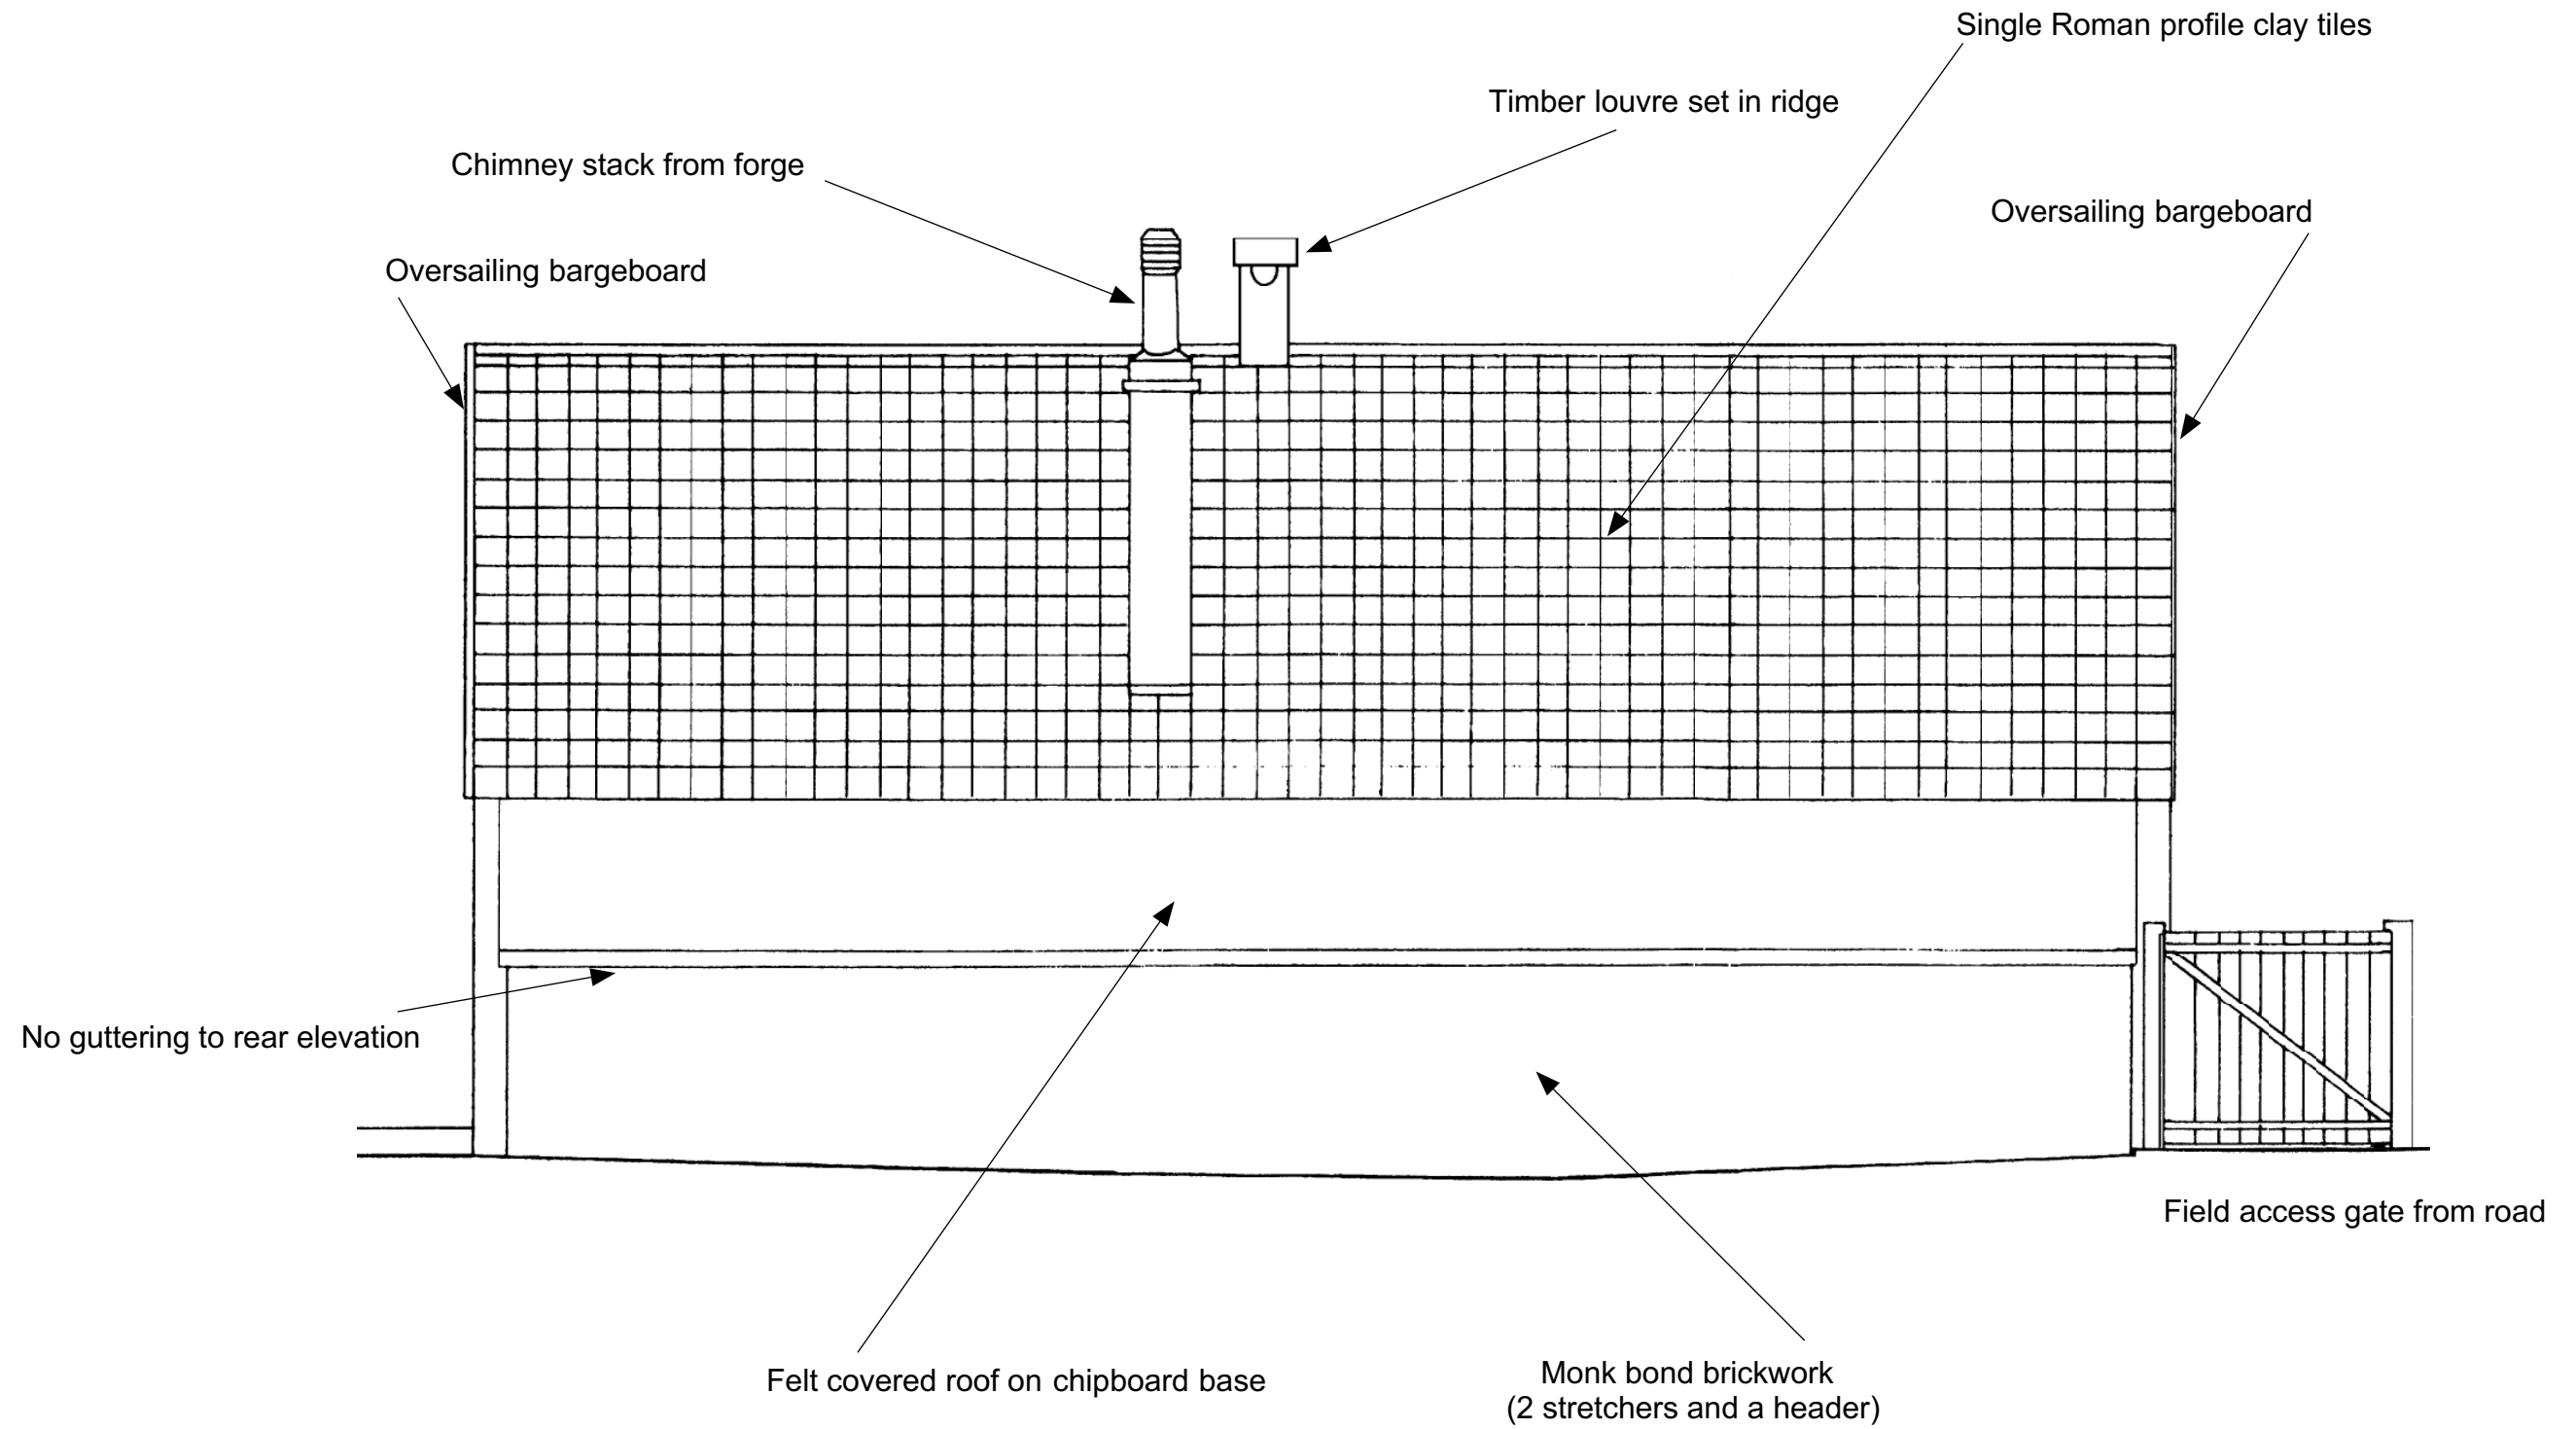 Single Roman profile clay tiles
Timber louvre set in ridge
Chimney stack from forge
Oversailing bargeboard
Oversailing bargeboard
No guttering to rear elevation
Field access gate from road
Felt covered roof on chipboard base
Monk bond brickwork
(2 stretchers and a header)